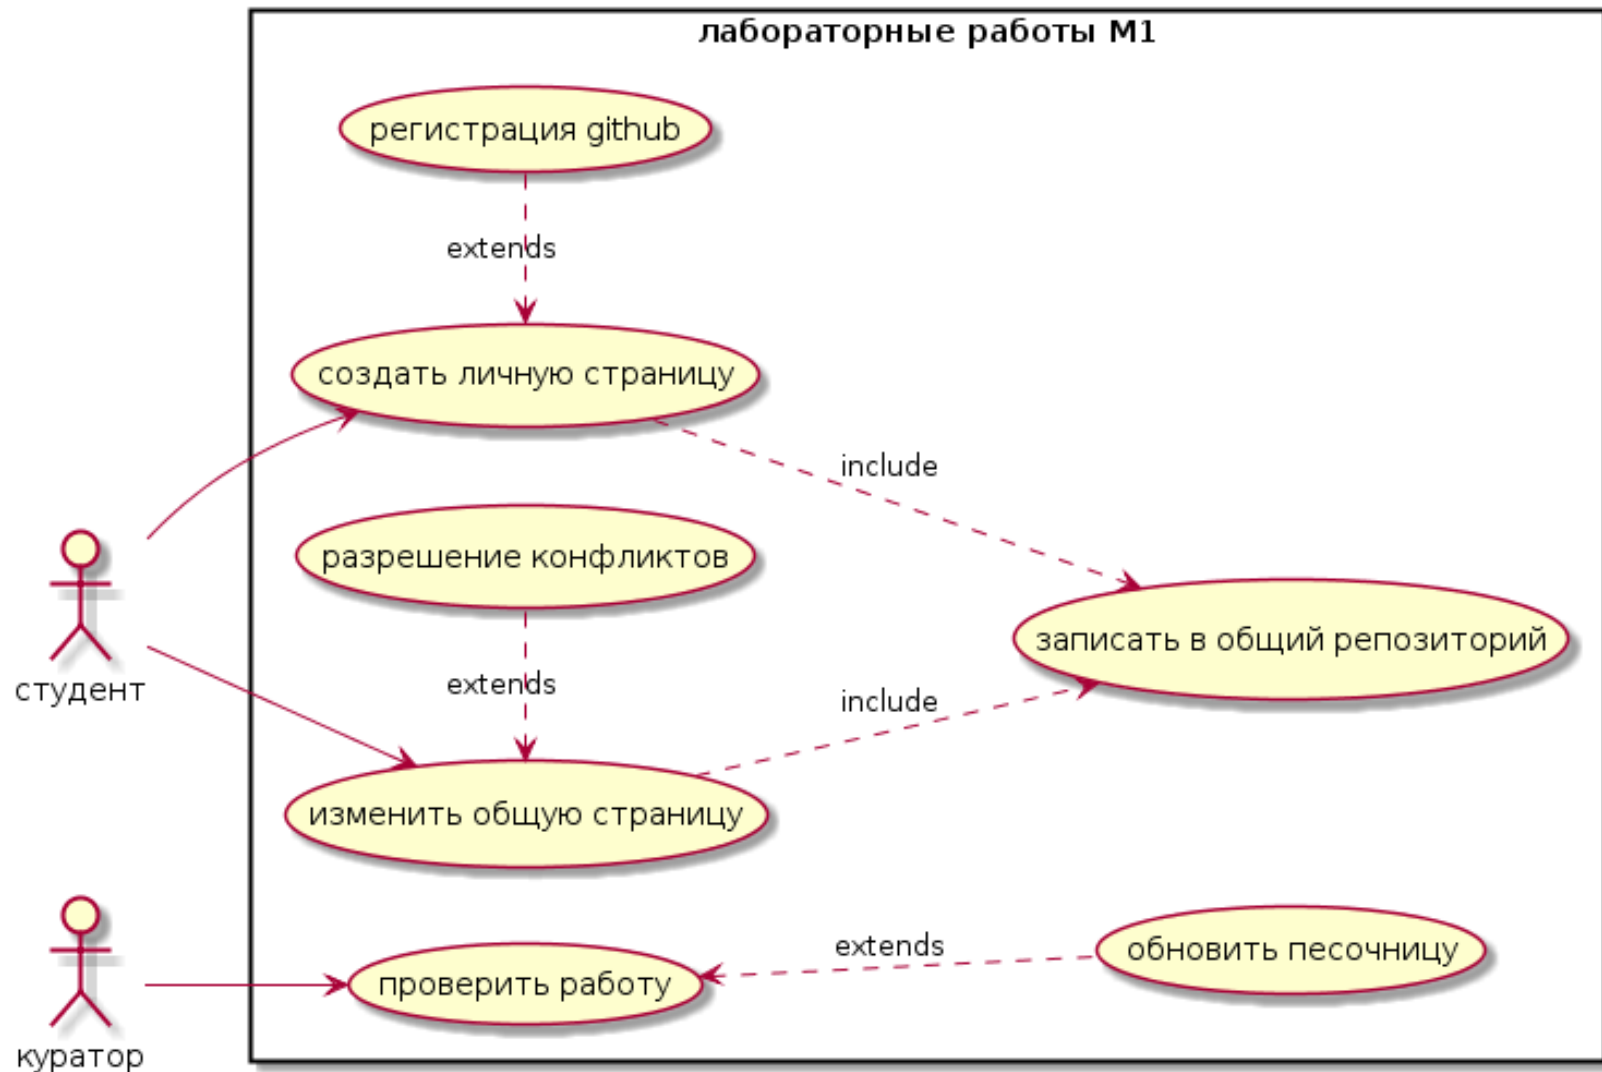 лабораторные работы М1
регистрация github
extends
создать личную страницу
include
разрешение конфликтов
записать в общий репозиторий
студент
extends
include
изменить общую страницу
extends
обновить песочницу
проверить работу
куратор